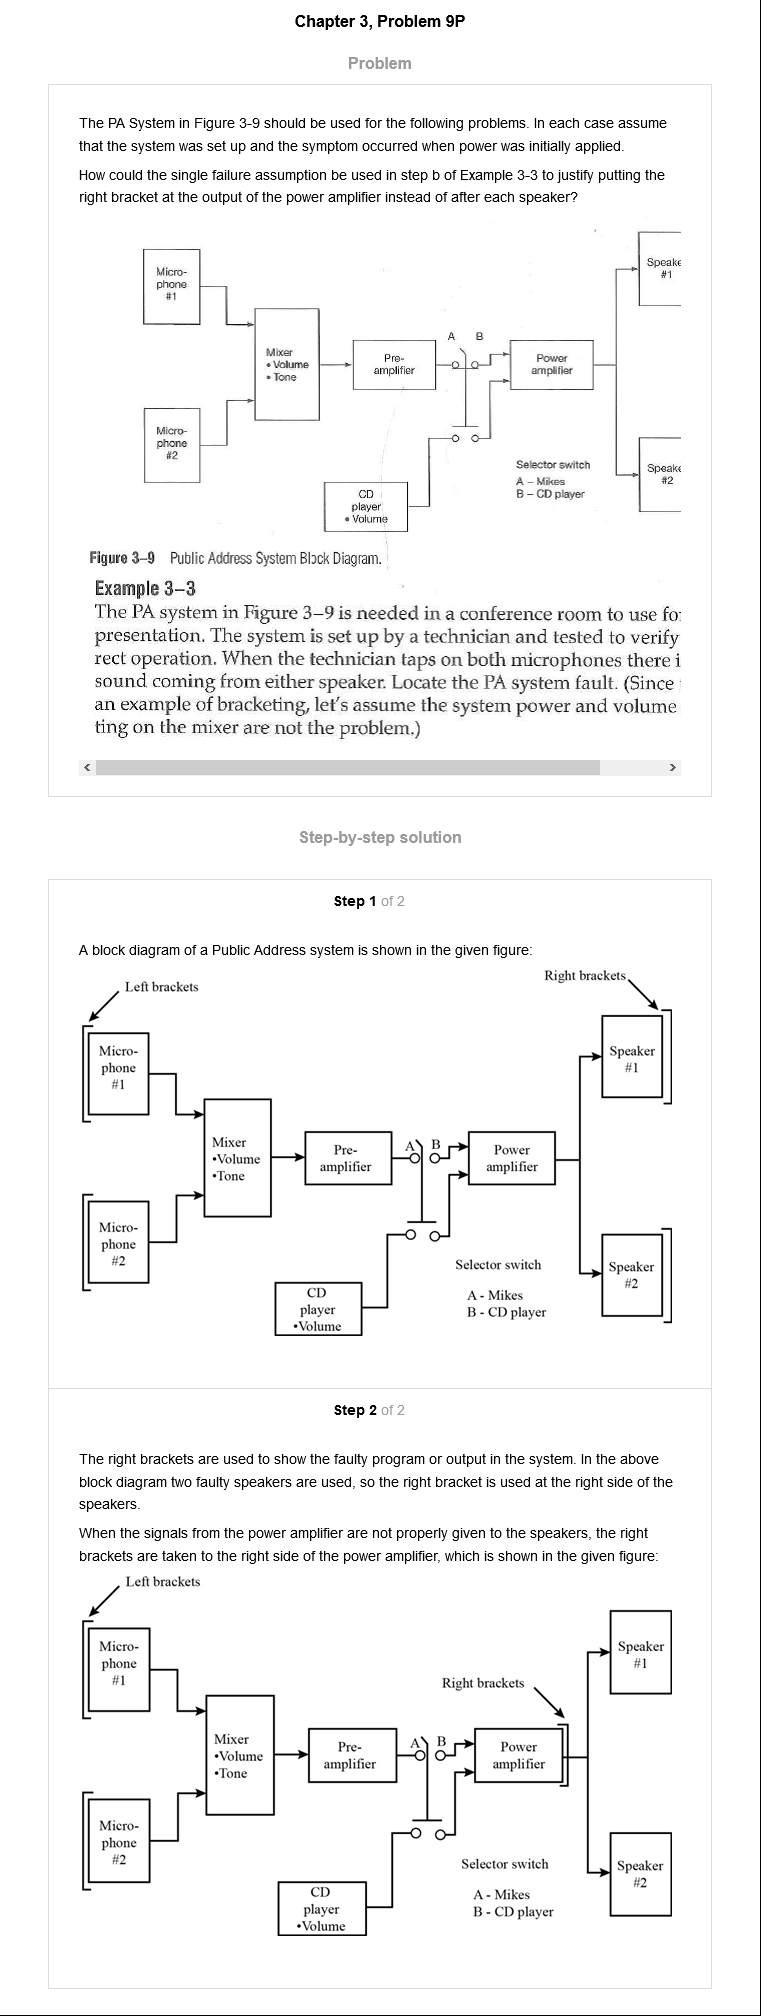 Chapter 3, Problem 9P
Problem
The PA System in Figure 3-9 should be used for the following problems. In each case assume
that the system was set up and the symptom occurred when power was initially applied.
How could the single failure assumption be used in step b of Example 3-3 to justify putting the
right bracket at the output of the power amplifier instead of after each speaker?
Micro-
phone
#1
Mixer
• Volume
• Tone
Micro-
phone
#2
Pre-
amplifier
A B
Power
amplifier
Speake
#1
Speake
#2
CD
player
• Volume
Selector switch
A – Mikes
B – CD player
Figure 3–9 Public Address System Block Diagram.
Example 3–3
The PA system in Figure 3–9 is needed in a conference room to use fo
presentation. The system is set up by a technician and tested to verify
rect operation. When the technician taps on both microphones there i
sound coming from either speaker. Locate the PA system fault. (Since
an example of bracketing, let's assume the system power and volume
ting on the mixer are not the problem.)
Step-by-step solution
Step 1 of 2
A block diagram of a Public Address system is shown in the given figure:
Left brackets
Right brackets
Micro-
phone
#1
Mixer
•Volume
•Tone
Micro-
phone
#2
Pre-
amplifier
A B
Power
amplifier
Speaker
#1
Speaker
#2
CD
player
•Volume
Selector switch
A - Mikes
B - CD player
Step 2 of 2
The right brackets are used to show the faulty program or output in the system. In the above
block diagram two faulty speakers are used, so the right bracket is used at the right side of the
speakers.
When the signals from the power amplifier are not properly given to the speakers, the right
brackets are taken to the right side of the power amplifier, which is shown in the given figure:
Left brackets
Micro-
phone
#1
Right brackets
Mixer
•Volume
•Tone
Micro-
phone
#2
Pre-
amplifier
A B
Power
amplifier
Speaker
#1
Speaker
#2
CD
player
•Volume
Selector switch
A - Mikes
B - CD player